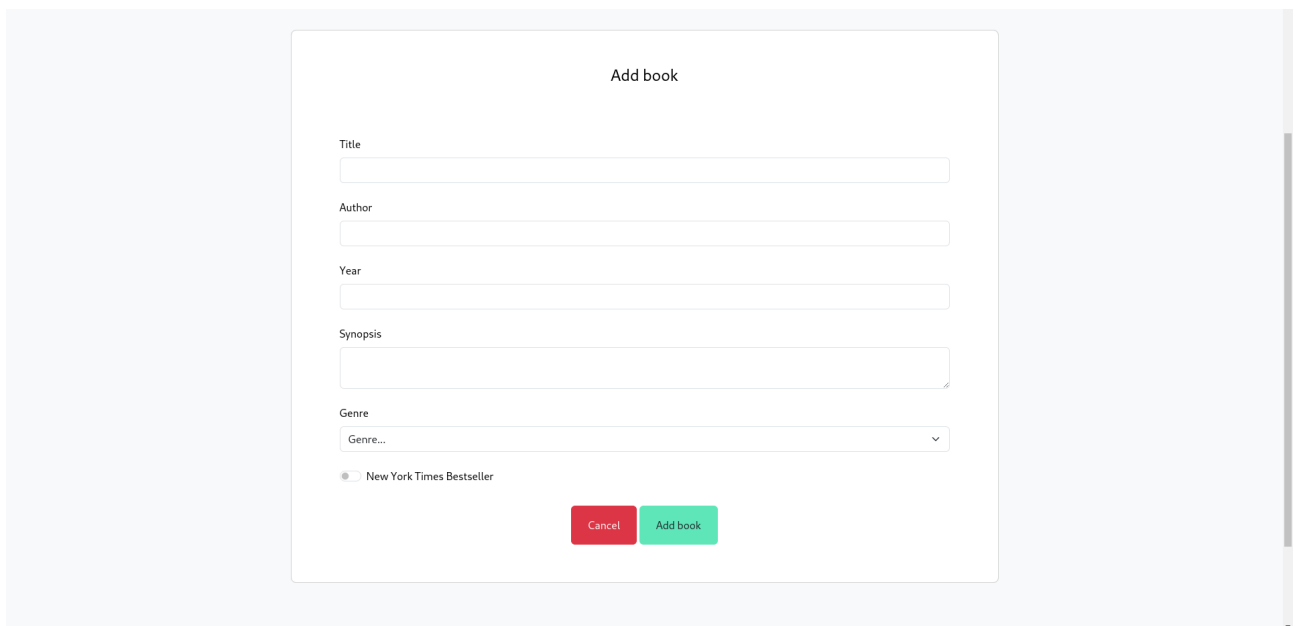 Add book
Title
Author
Year
Synopsis
Genre
Genre...
New York Times Bestseller
Cancel Add book